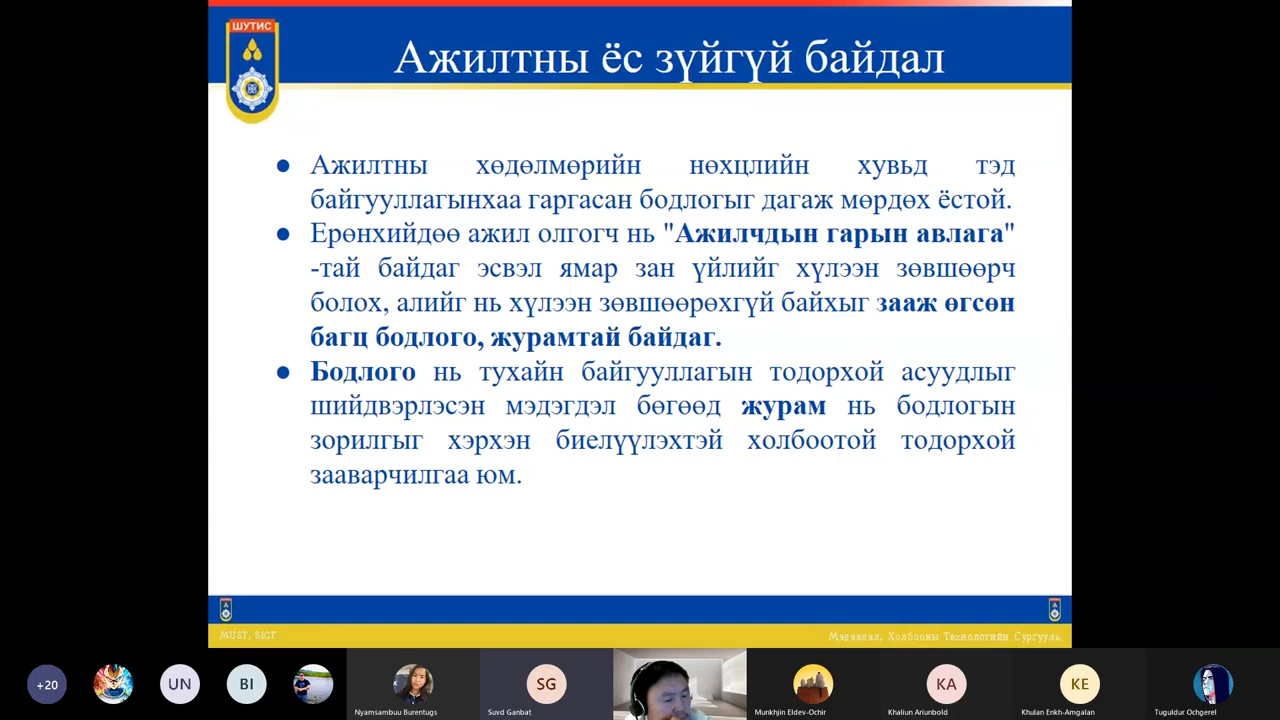 ШУТИС
Ажилтны ёс зүйгүй байдал
● Ажилтны хөдөлмөрийн нөхцлийн хувьд тэд
байгууллагынхаа гаргасан бодлогыг дагаж мөрдөх ёстой.
● Ерөнхийдөө ажил олгогч нь "Ажилчдын гарын авлага"
-тай байдаг эсвэл ямар зан үйлийг хүлээн зөвшөөрч
болох, алийг нь хүлээн зөвшөөрөхгүй байхыг зааж өгсөн
багц бодлого, журамтай байдаг.
● Бодлого нь тухайн байгууллагын тодорхой асуудлыг
шийдвэрлэсэн мэдэгдэл бөгөөд журам нь бодлогын
зорилгыг хэрхэн биелүүлэхтэй холбоотой тодорхой
зааварчилгаа юм.
MUST, SICT
Мэдээлэл, Холбооны Технологийн Сургууль
+20
UN
BI
SG
KA
KE
Nyamsambuu Burentugs
Suvd Ganbat
Munkhjin Eldev-Ochir
Khaliun Ariunbold
Khulan Enkh-Amgalan
Tuguldur Ochgerel